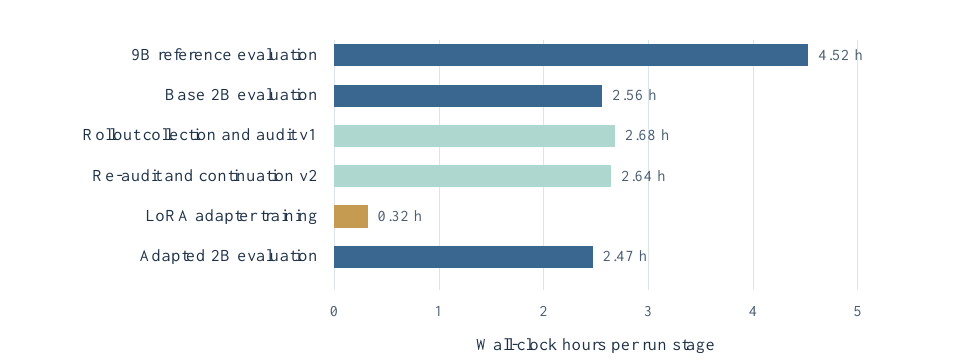 9B reference evaluation 4.52 h
Base 2B evaluation 2.56 h
Rollout collection and audit v1 2.68 h
Re-audit and continuation v2 2.64 h
LoRA adapter training 0.32 h
Adapted 2B evaluation 2.47 h
0 1 2 3 4 5
Wall-clock hours per run stage